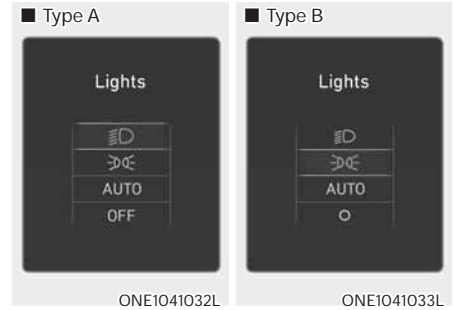 ■ Type A
Lights
AUTO
OFF
ONE1041032L
■ Type B
Lights
AUTO
ONE1041033L